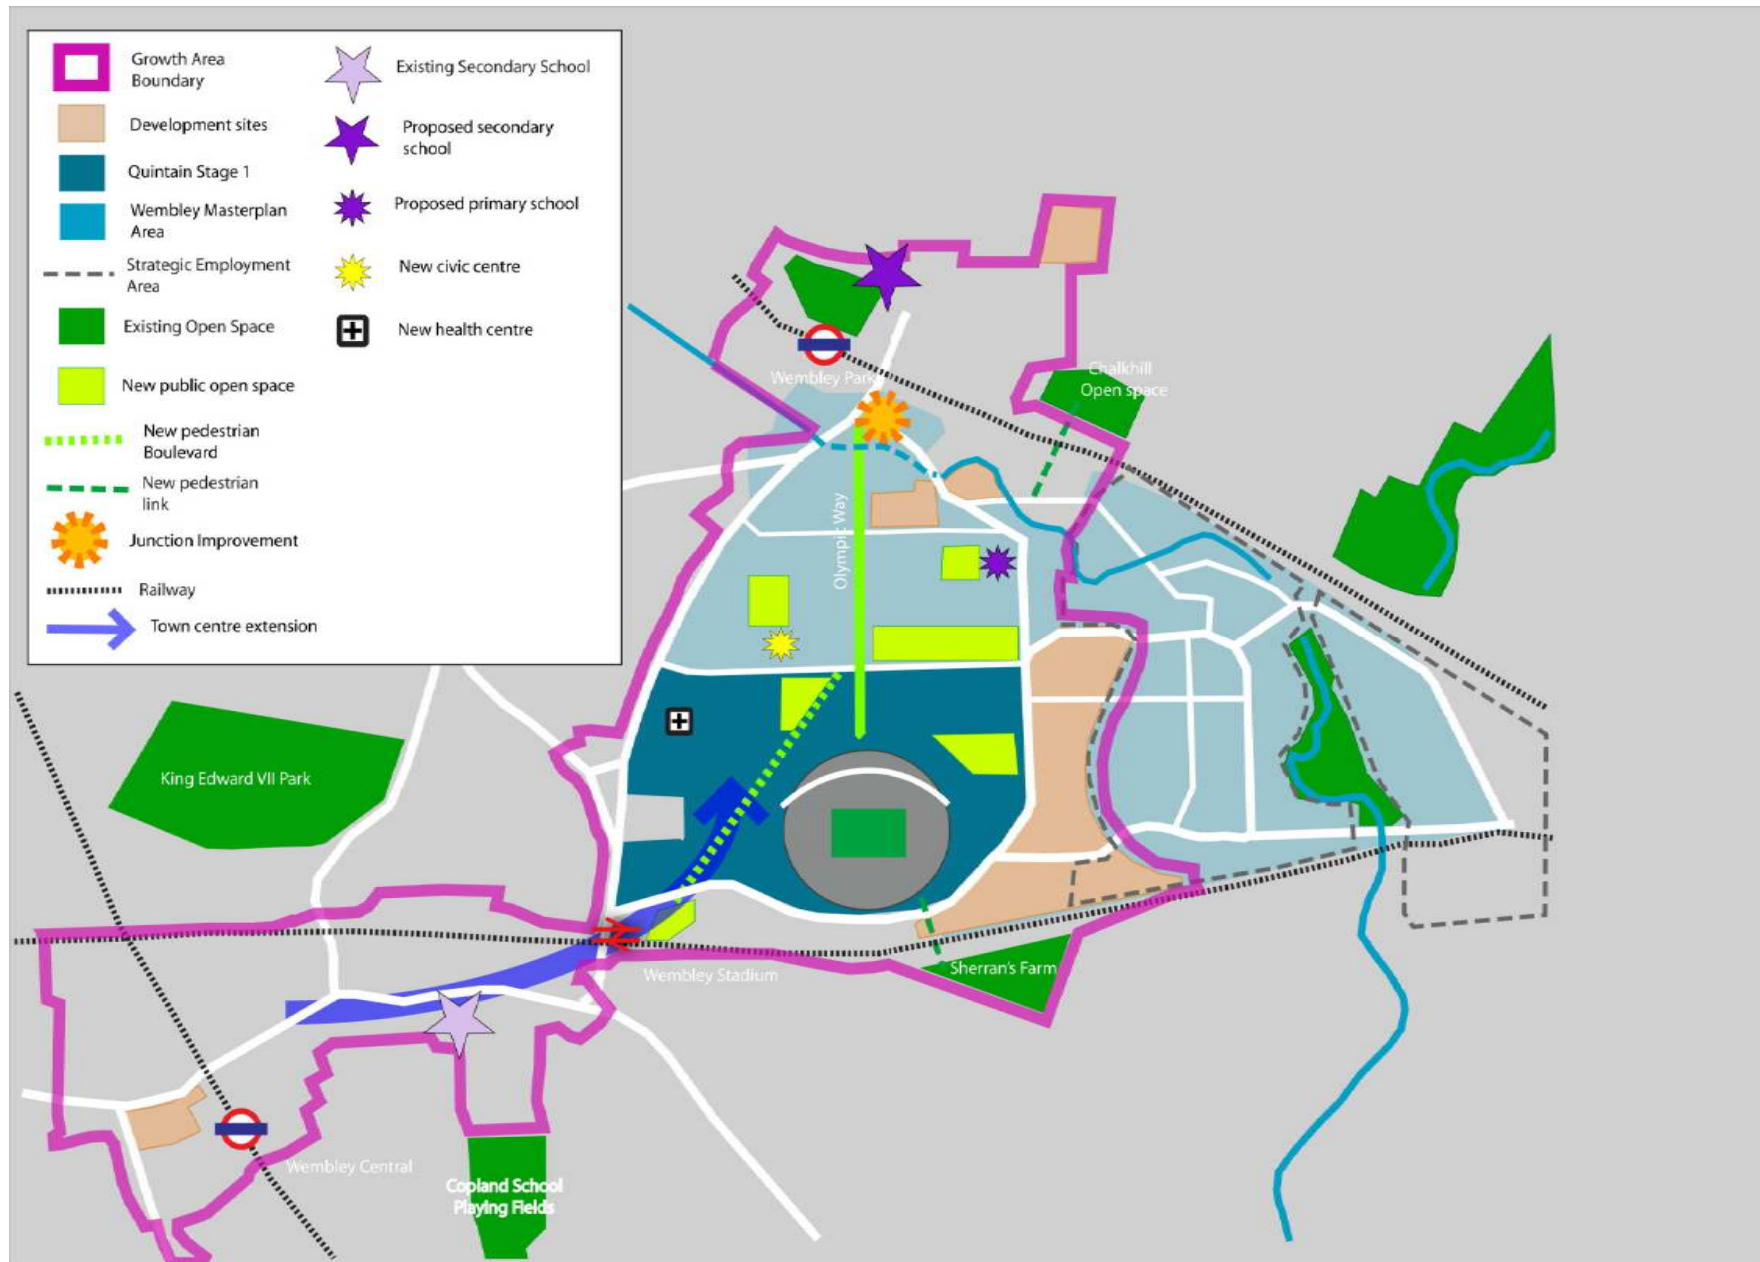 Growth Area
Boundary
Development sites
Quintain Stage 1
Wembley Masterplan
Area
Strategic Employment
Area
Existing Open Space
New public open space
New pedestrian
Boulevard
New pedestrian
link
Junction Improvement
Railway
Town centre extension
Existing Secondary School
Proposed secondary
school
Proposed primary school
New civic centre
New health centre
Wembley Park
Chalkhill
Open space
Olympic Way
King Edward VII Park
Wembley Stadium
Sherran's Farm
Wembley Central
Copland School
Playing Fields